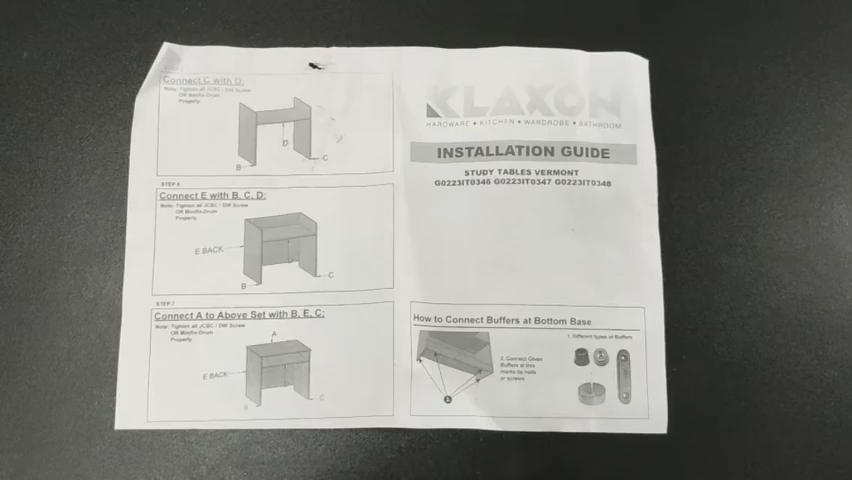 Connect C with D:
Note: Tighten all JCBC / DW Screw
OR Minifix-Drum
Property.
D
B
C
STEP 6
Connect E with B, C, D:
Note: Tighten all JCBC / DW Screw
OR Minifix-Drum
Property.
E BACK
D
C
B
STEP 7
Connect A to Above Set with B, E, C:
Note: Tighten all JCBC / DW Screw
OR Minifix-Drum
Property.
A
E BACK
C
B
KLAXON
HARDWARE • KITCHEN • WARDROBE • BATHROOM
INSTALLATION GUIDE
STUDY TABLES VERMONT
G0223IT0346 G0223IT0347 G0223IT0348
How to Connect Buffers at Bottom Base
1. Different types of Buffers
2. Connect Given
Buffers at this
marks by nails
or screws